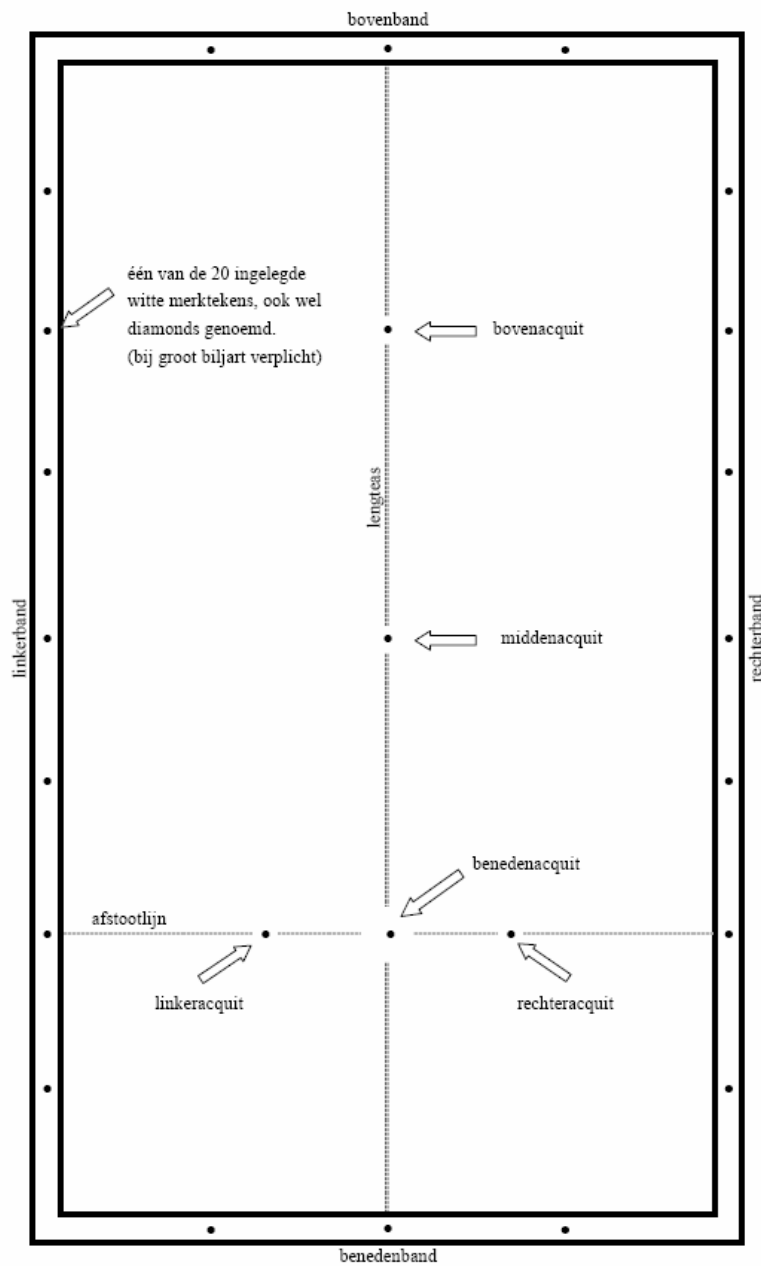 bovenband
één van de 20 ingelegde
witte merktekens, ook wel
diamonds genoemd.
(bij groot biljart verplicht)
bovenacquit
lengteas
linkerband
middenacquit
rechterband
benedenacquit
afstootlijn
linkeracquit
rechteracquit
benedenband